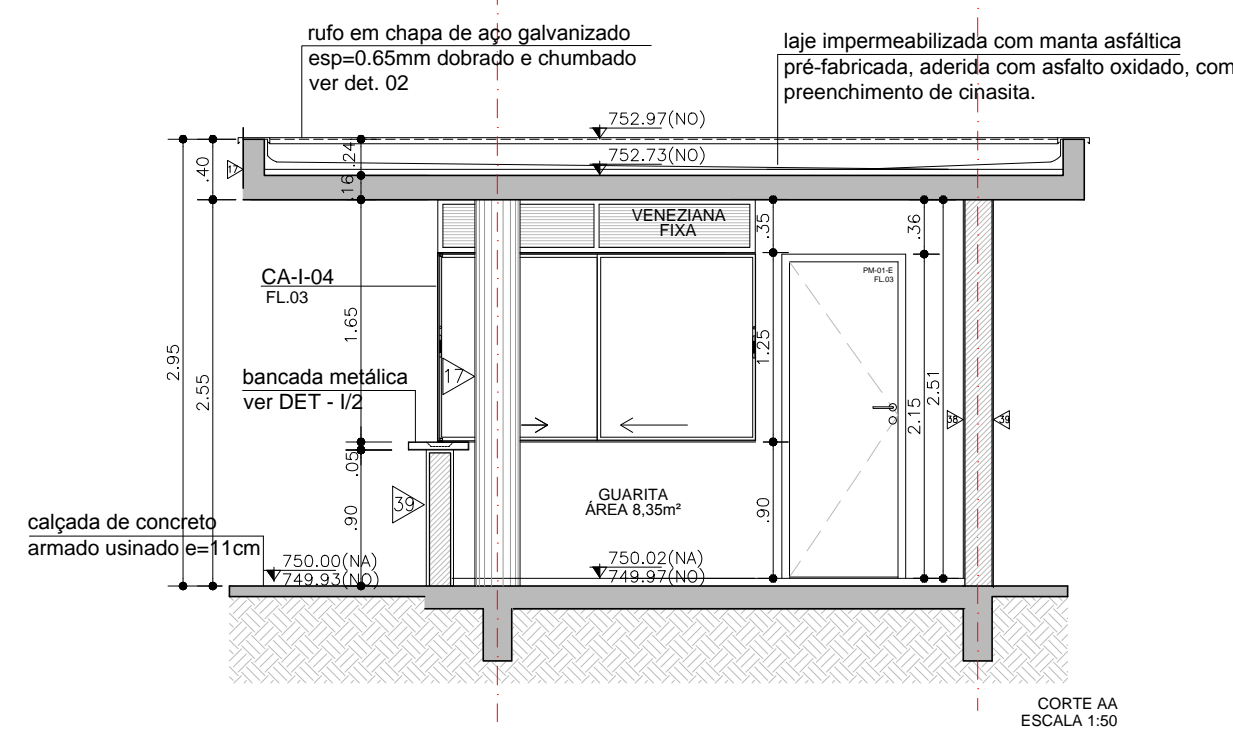 rufo em chapa de aço galvanizado
esp=0.65mm dobrado e chumbado
ver det. 02
laje impermeabilizada com manta asfáltica
pré-fabricada, aderida com asfalto oxidado, com
preenchimento de cinasita.
752.97(NO)
752.73(NO)
.40
17
.24
.16
VENEZIANA
FIXA
.35
.36
CA-I-04
FL.03
PM-01-E
FL.03
1.65
2.95
2.55
1.25
2.15
2.51
bancada metálica
ver DET - I/2
17
38
39
.05
.90
39
GUARITA
ÁREA 8,35m²
.90
calçada de concreto
armado usinado e=11cm
750.00(NA)
749.93(NO)
750.02(NA)
749.97(NO)
CORTE AA
ESCALA 1:50